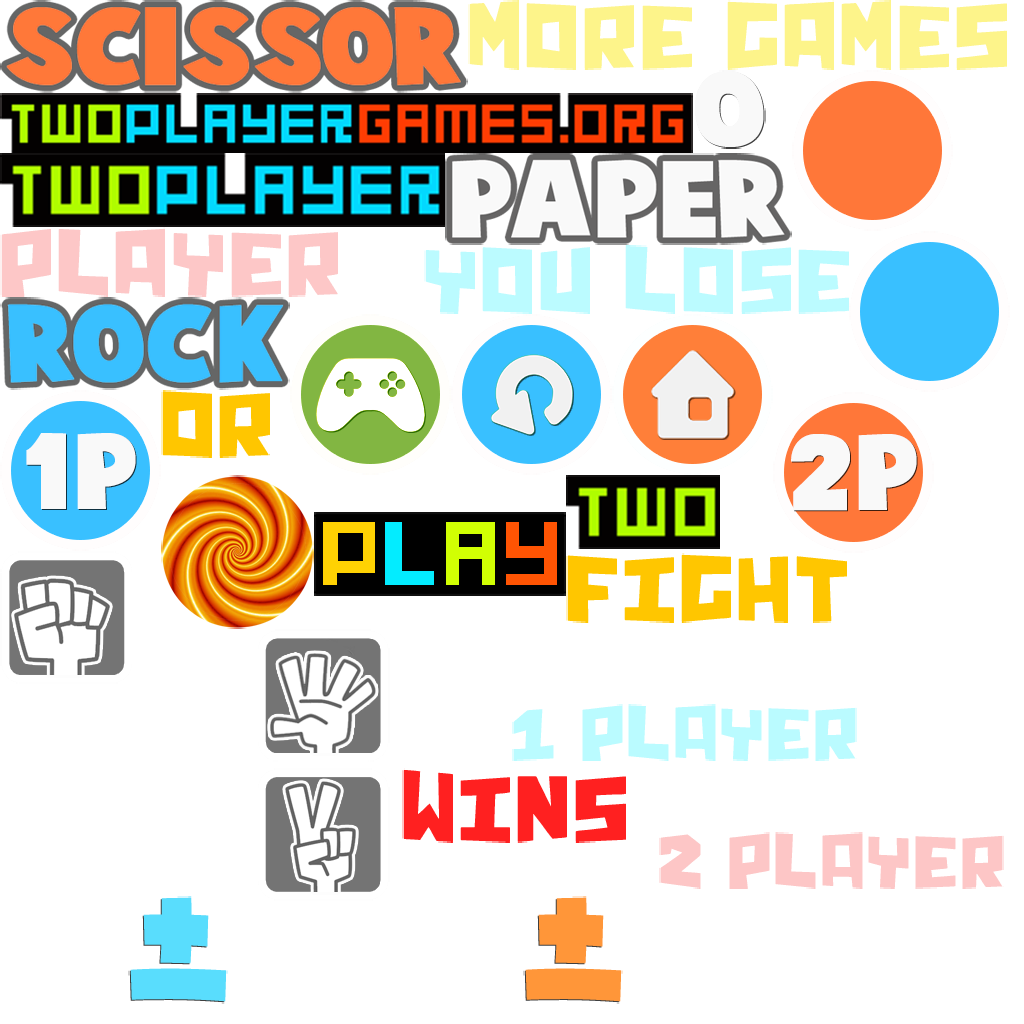 SCISSOR MORE GAMES
TWOPLAYERGAMES.ORG O
TWOPLAYER PAPER
PLAYER YOU LOSE
ROCK
OR
1P 2P
PLAY TWO
FIGHT
1 PLAYER
WINS
2 PLAYER
+ +
- -